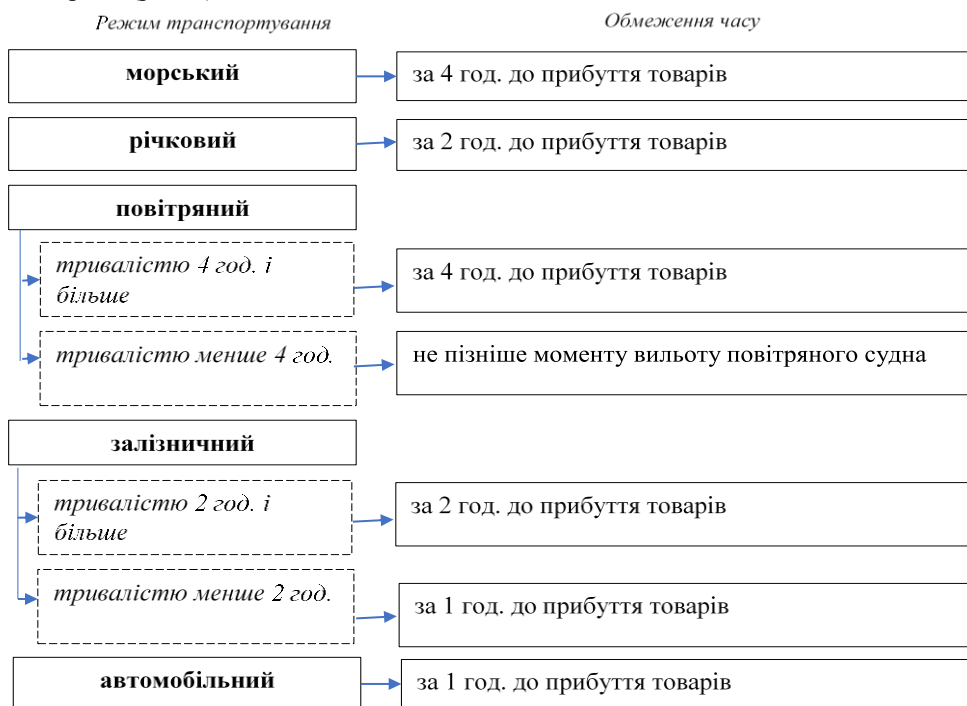 Режим транспортування Обмеження часу
морський за 4 год. до прибуття товарів
річковий за 2 год. до прибуття товарів
повітряний
тривалістю 4 год. і
більше
за 4 год. до прибуття товарів
тривалістю менше 4 год. не пізніше моменту вильоту повітряного судна
залізничний
тривалістю 2 год. і
більше
за 2 год. до прибуття товарів
тривалістю менше 2 год. за 1 год. до прибуття товарів
автомобільний за 1 год. до прибуття товарів